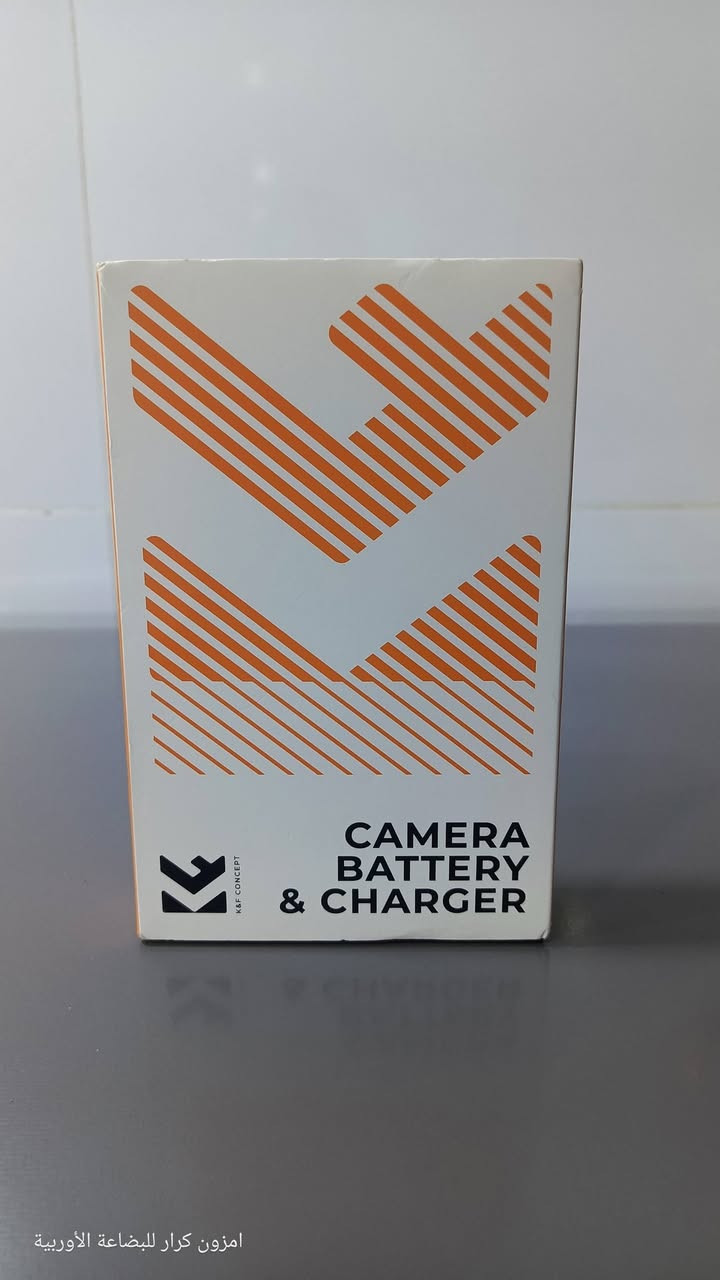 CAMERA
BATTERY
& CHARGER
K&F CONCEPT
امزون كرار للبضاعة الأوربية